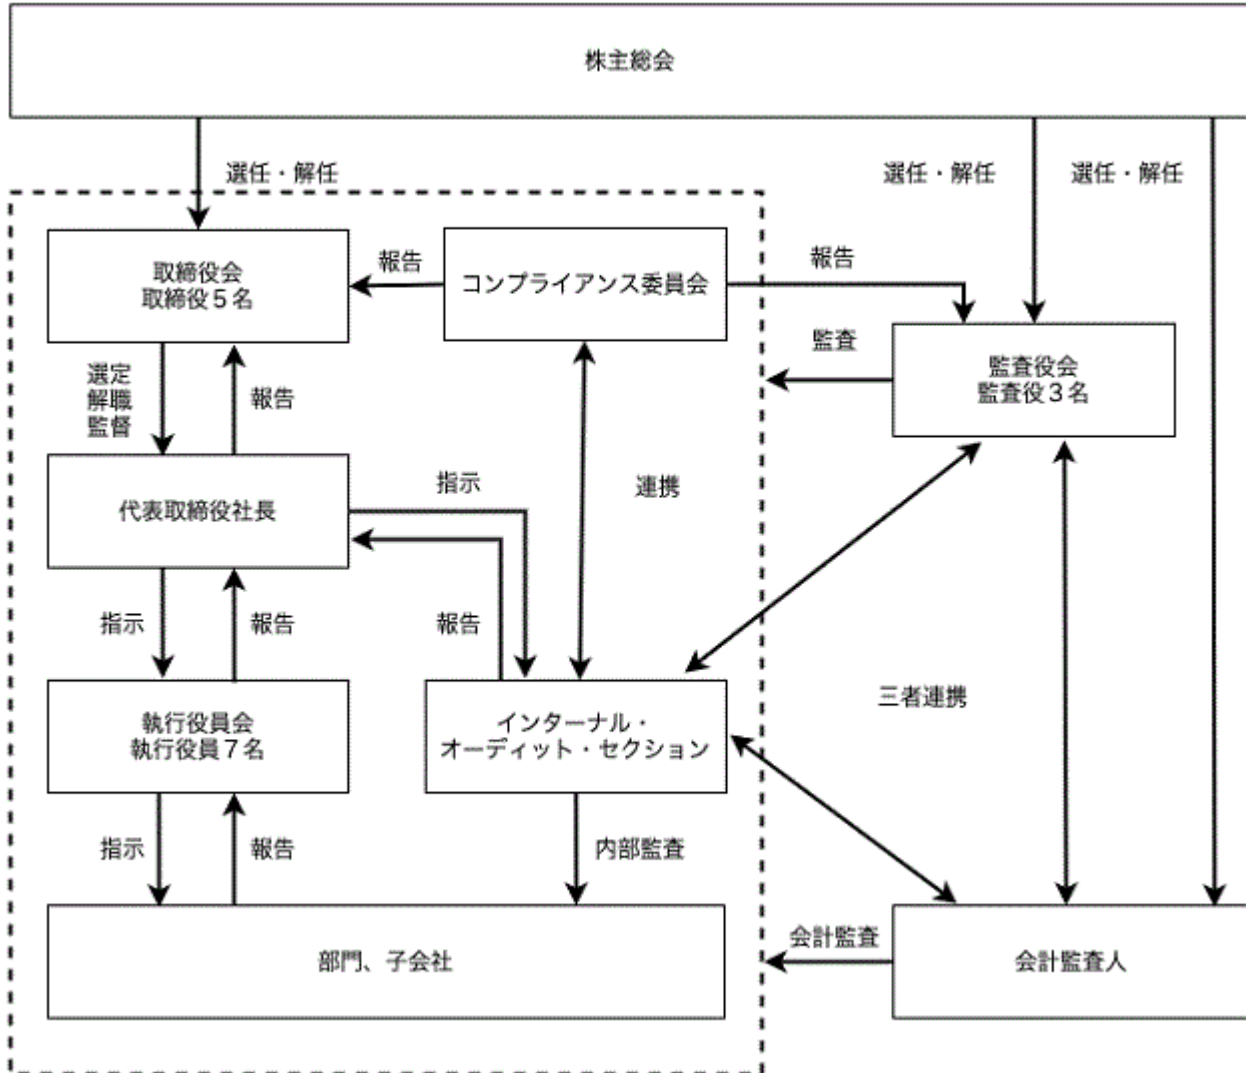 株主総会
選任・解任
選任・解任
選任・解任
取締役会
取締役５名
報告
コンプライアンス委員会
報告
監査
監査役会
監査役３名
選定
解職
監督
報告
代表取締役社長
指示
連携
指示
報告
報告
三者連携
執行役員会
執行役員７名
インターナル・
オーディット・セクション
指示
報告
内部監査
会計監査
部門、子会社
会計監査人